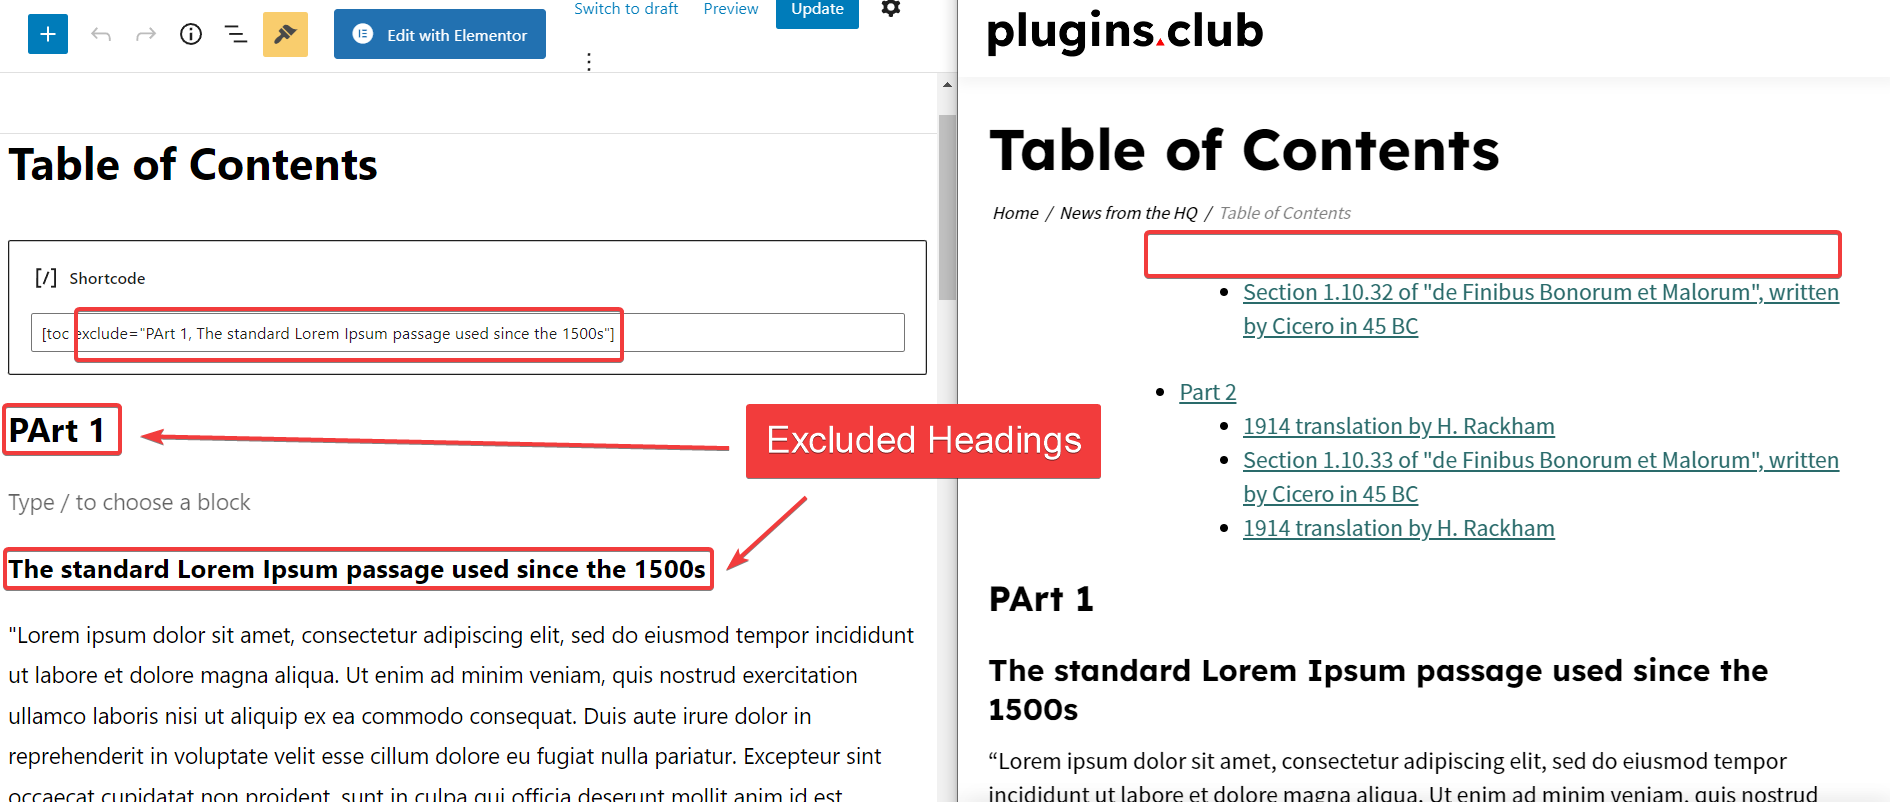 Switch to draft Preview Update
Edit with Elementor
Table of Contents
[/] Shortcode
[toc exclude="PArt 1, The standard Lorem Ipsum passage used since the 1500s"]
PArt 1
Type / to choose a block
The standard Lorem Ipsum passage used since the 1500s
"Lorem ipsum dolor sit amet, consectetur adipiscing elit, sed do eiusmod tempor incididunt
ut labore et dolore magna aliqua. Ut enim ad minim veniam, quis nostrud exercitation
ullamco laboris nisi ut aliquip ex ea commodo consequat. Duis aute irure dolor in
reprehenderit in voluptate velit esse cillum dolore eu fugiat nulla pariatur. Excepteur sint
occaecat cupidatat non proident, sunt in culpa qui officia deserunt mollit anim id est
Excluded Headings
plugins.club
Table of Contents
Home / News from the HQ / Table of Contents
• Section 1.10.32 of "de Finibus Bonorum et Malorum", written
by Cicero in 45 BC
• Part 2
• 1914 translation by H. Rackham
• Section 1.10.33 of "de Finibus Bonorum et Malorum", written
by Cicero in 45 BC
• 1914 translation by H. Rackham
PArt 1
The standard Lorem Ipsum passage used since the
1500s
“Lorem ipsum dolor sit amet, consectetur adipiscing elit, sed do eiusmod tempor
incididunt ut labore et dolore magna aliqua. Ut enim ad minim veniam, quis nostrud